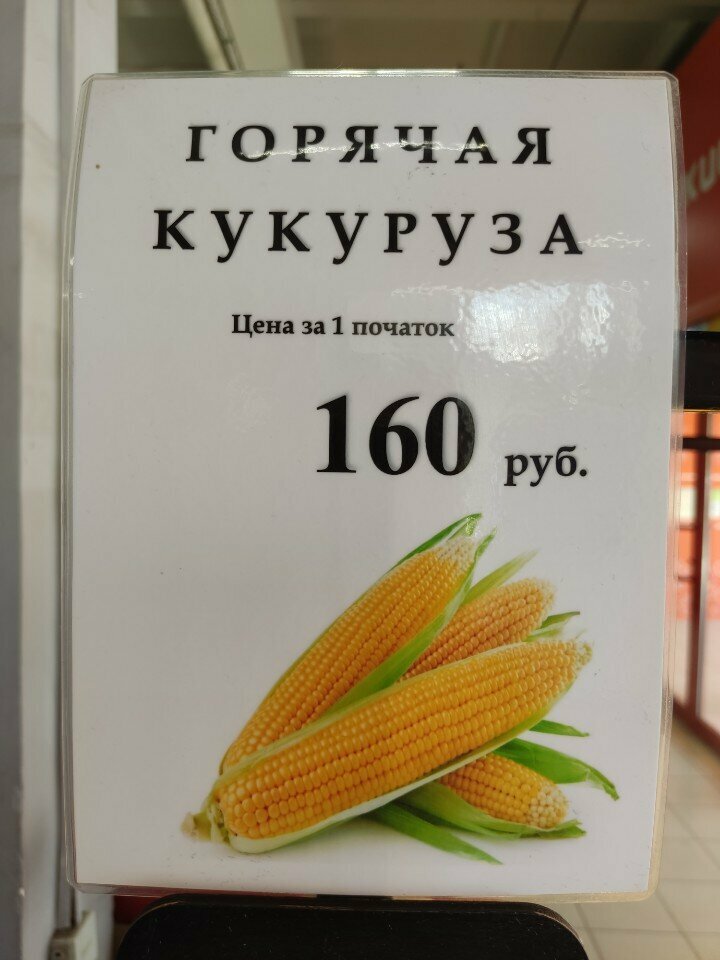 ГОРЯЧАЯ
КУКУРУЗА
Цена за 1 початок
160 руб.